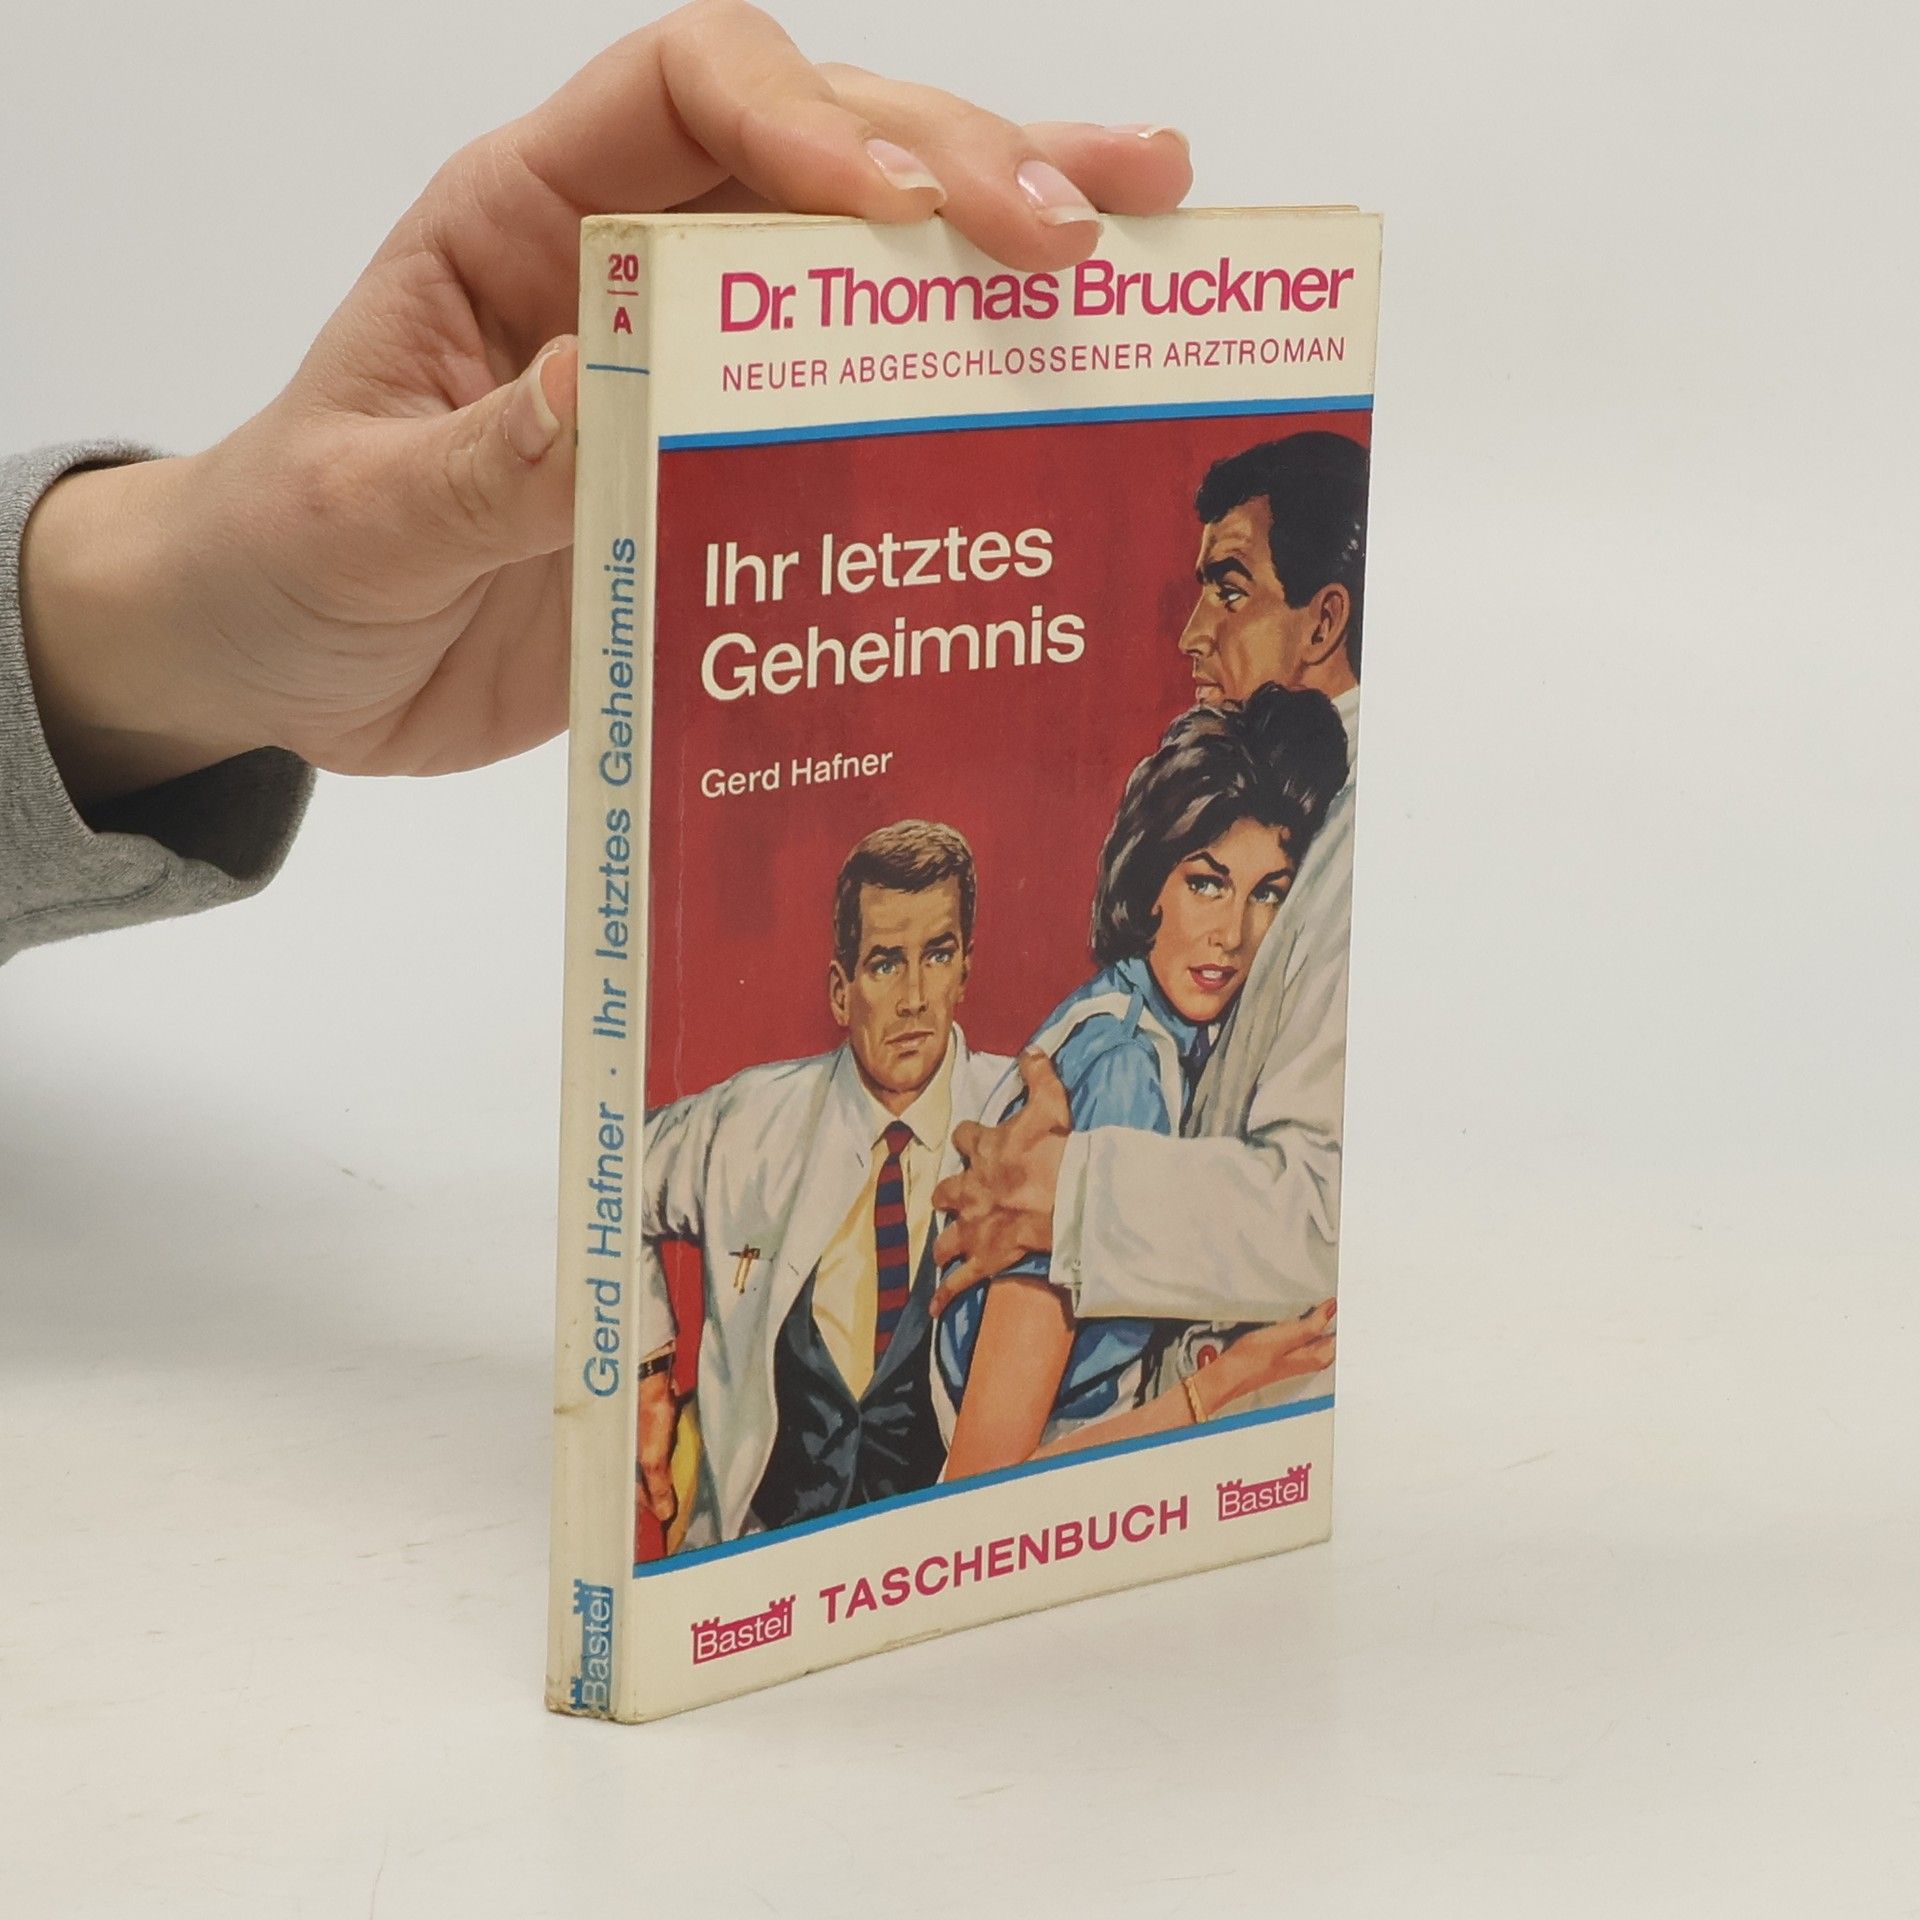 20
A
Gerd Hafner · Ihr letztes Geheimnis
Bastei
Dr. Thomas Bruckner
NEUER ABGESCHLOSSENER ARZTROMAN
Ihr letztes
Geheimnis
Gerd Hafner
Bastei TASCHENBUCH Bastei